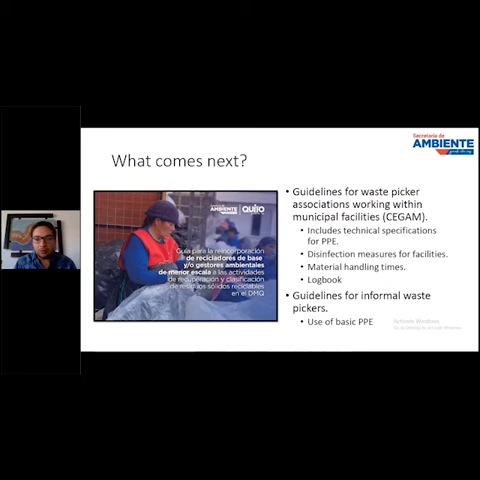 Secretaría de
AMBIENTE
What comes next?
AMBIENTE
QUITO
Guía para la reincorporación
de recicladores de base
y/o gestores ambientales
de menor escala a las actividades
de recuperación y clasificación
de residuos sólidos reciclables
en el DMQ
• Guidelines for waste picker
associations working within
municipal facilities (CEGAM).
• Includes technical specifications
for PPE.
• Disinfection measures for facilities.
• Material handling times.
• Logbook
• Guidelines for informal waste
pickers.
• Use of basic PPE
Activate Windows
Go to Settings to activate Windows.